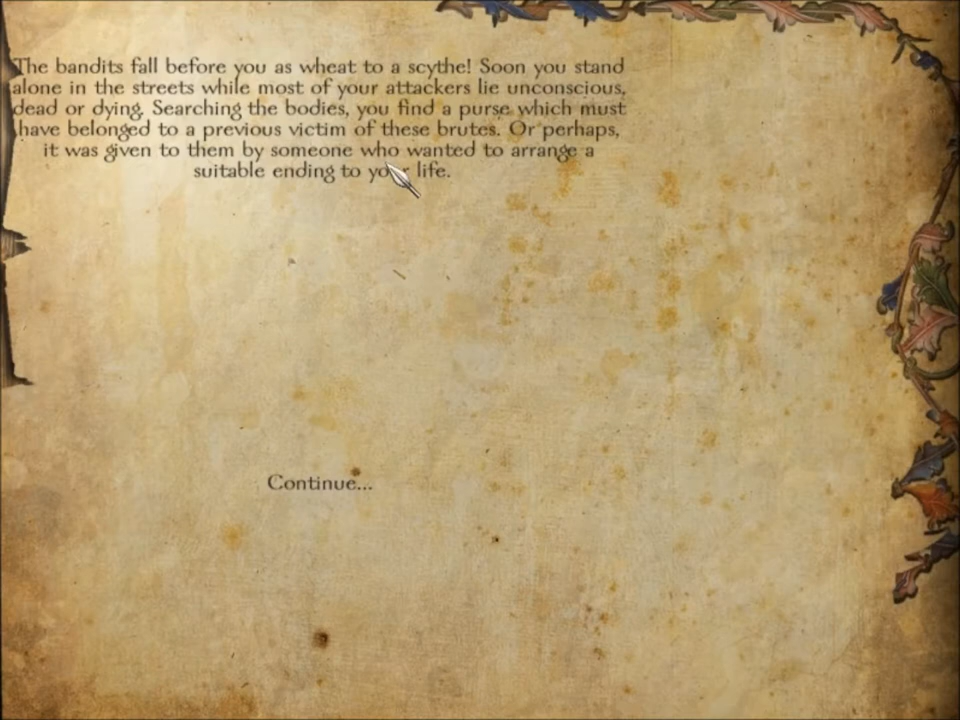 The bandits fall before you as wheat to a scythe! Soon you stand
alone in the streets while most of your attackers lie unconscious,
dead or dying. Searching the bodies, you find a purse which must
have belonged to a previous victim of these brutes. Or perhaps,
it was given to them by someone who wanted to arrange a
suitable ending to your life.
Continue...